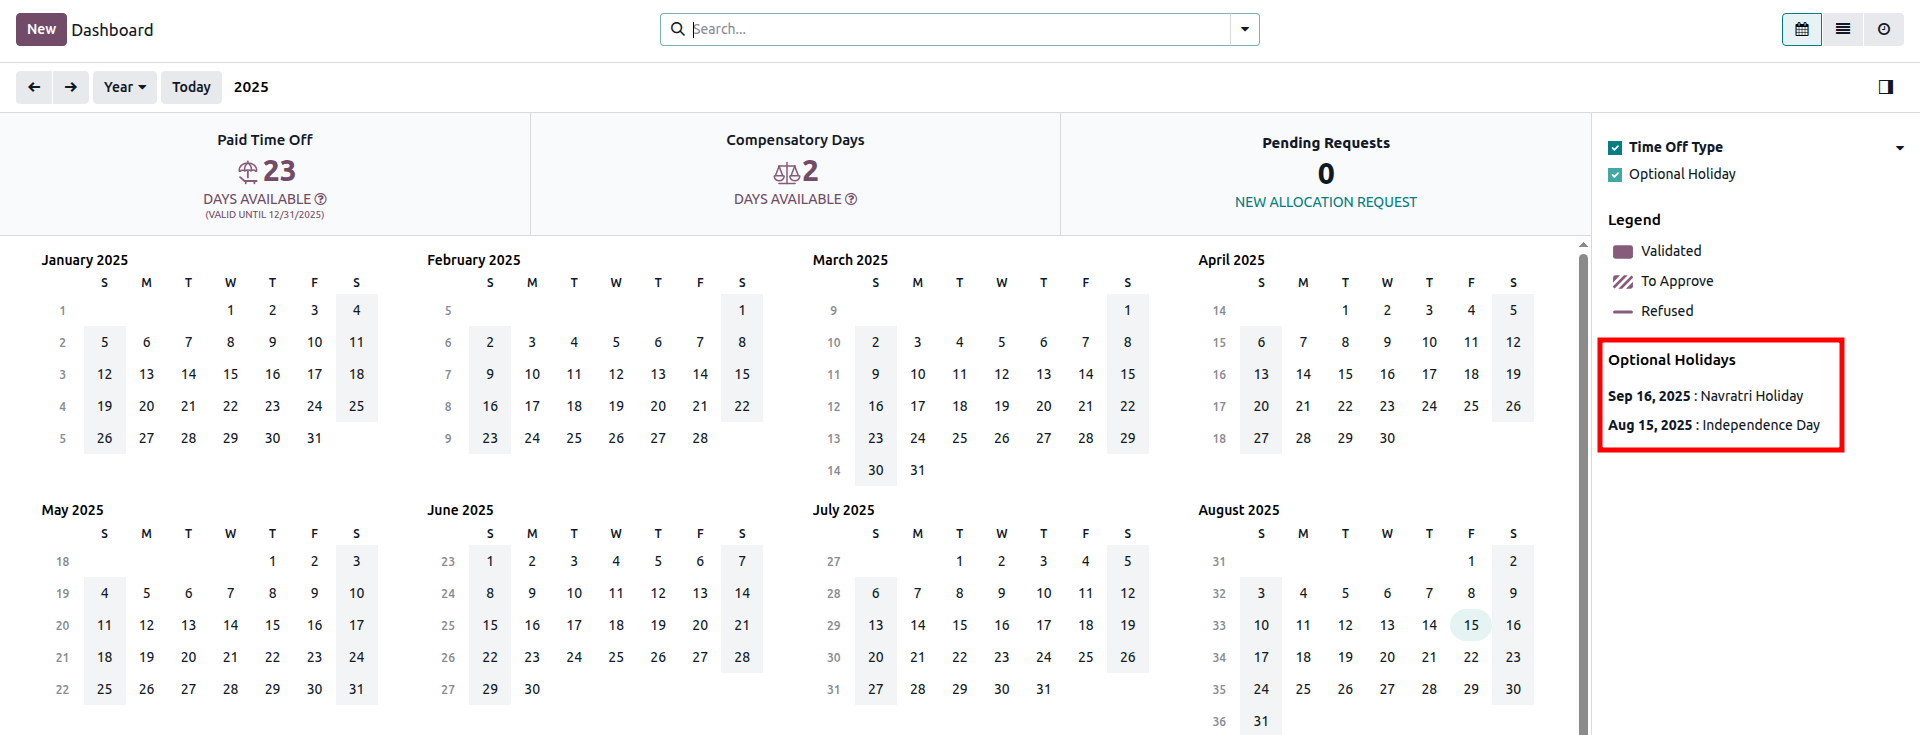 New Dashboard Search...
Year Today 2025
Paid Time Off
23
DAYS AVAILABLE
(VALID UNTIL 12/31/2025)
Compensatory Days
2
DAYS AVAILABLE
Pending Requests
0
NEW ALLOCATION REQUEST
January 2025
S M T W T F S
1 1 2 3 4
2 5 6 7 8 9 10 11
3 12 13 14 15 16 17 18
4 19 20 21 22 23 24 25
5 26 27 28 29 30 31
February 2025
S M T W T F S
5 1
6 2 3 4 5 6 7 8
7 9 10 11 12 13 14 15
8 16 17 18 19 20 21 22
9 23 24 25 26 27 28
March 2025
S M T W T F S
9 1
10 2 3 4 5 6 7 8
11 9 10 11 12 13 14 15
12 16 17 18 19 20 21 22
13 23 24 25 26 27 28 29
14 30 31
April 2025
S M T W T F S
14 1 2 3 4 5
15 6 7 8 9 10 11 12
16 13 14 15 16 17 18 19
17 20 21 22 23 24 25 26
18 27 28 29 30
May 2025
S M T W T F S
18 1 2 3
19 4 5 6 7 8 9 10
20 11 12 13 14 15 16 17
21 18 19 20 21 22 23 24
22 25 26 27 28 29 30 31
June 2025
S M T W T F S
23 1 2 3 4 5 6 7
24 8 9 10 11 12 13 14
25 15 16 17 18 19 20 21
26 22 23 24 25 26 27 28
27 29 30
July 2025
S M T W T F S
27 1 2 3 4 5
28 6 7 8 9 10 11 12
29 13 14 15 16 17 18 19
30 20 21 22 23 24 25 26
31 27 28 29 30 31
August 2025
S M T W T F S
31 1 2
32 3 4 5 6 7 8 9
33 10 11 12 13 14 15 16
34 17 18 19 20 21 22 23
35 24 25 26 27 28 29 30
36 31
Time Off Type
Optional Holiday
Legend
Validated
To Approve
Refused
Optional Holidays
Sep 16, 2025 : Navratri Holiday
Aug 15, 2025 : Independence Day